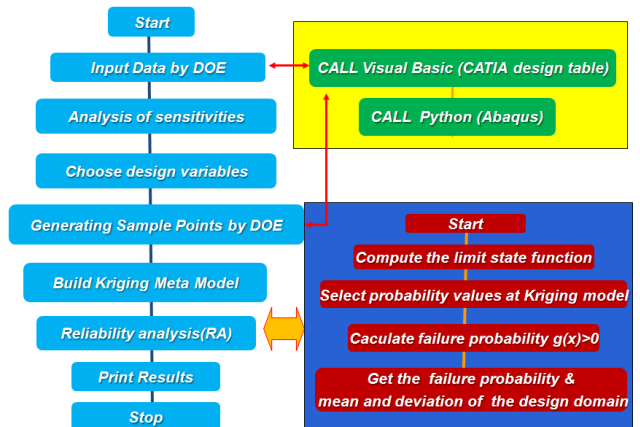 Start
Input Data by DOE
Analysis of sensitivities
Choose design variables
Generating Sample Points by DOE
Build Kriging Meta Model
Reliability analysis(RA)
Print Results
Stop
CALL Visual Basic (CATIA design table)
CALL Python (Abaqus)
Start
Compute the limit state function
Select probability values at Kriging model
Caculate failure probability g(x)>0
Get the failure probability &
mean and deviation of the design domain